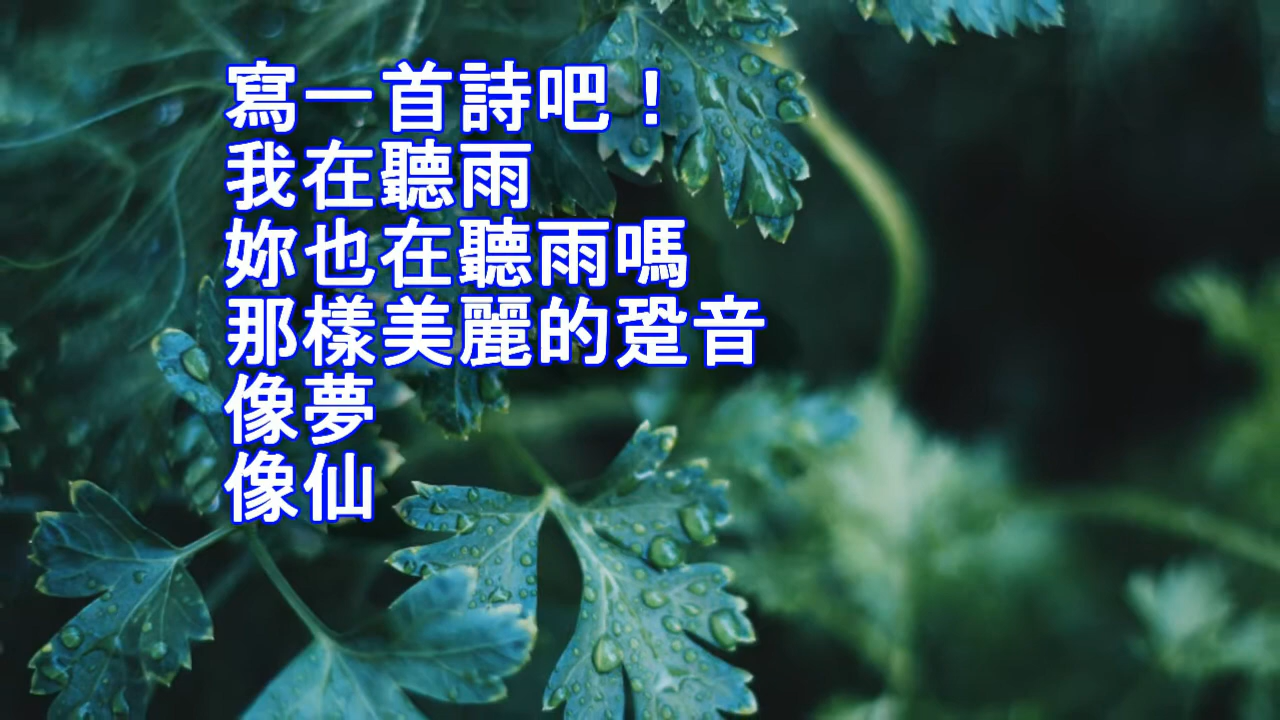 寫一首詩吧！
我在聽雨
妳也在聽雨嗎
那樣美麗的跫音
像夢
像仙